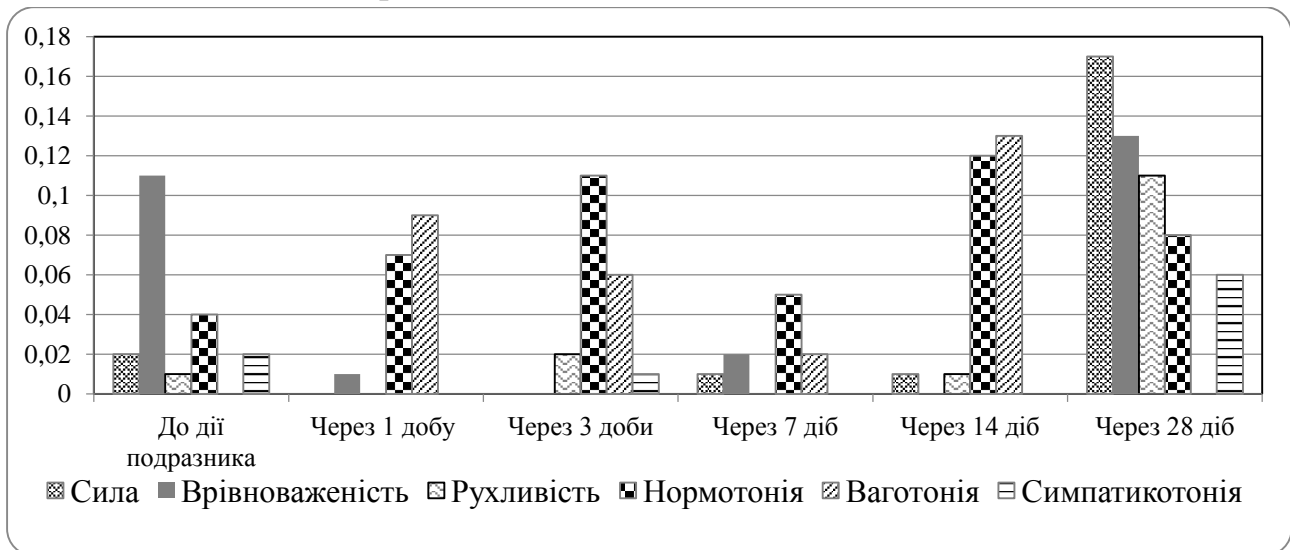 0,18
0,16
0,14
0,12
0,1
0,08
0,06
0,04
0,02
0
До дії подразника
Через 1 добу
Через 3 доби
Через 7 діб
Через 14 діб
Через 28 діб
Сила Врівноваженість Рухливість Нормотонія Ваготонія Симпатикотонія